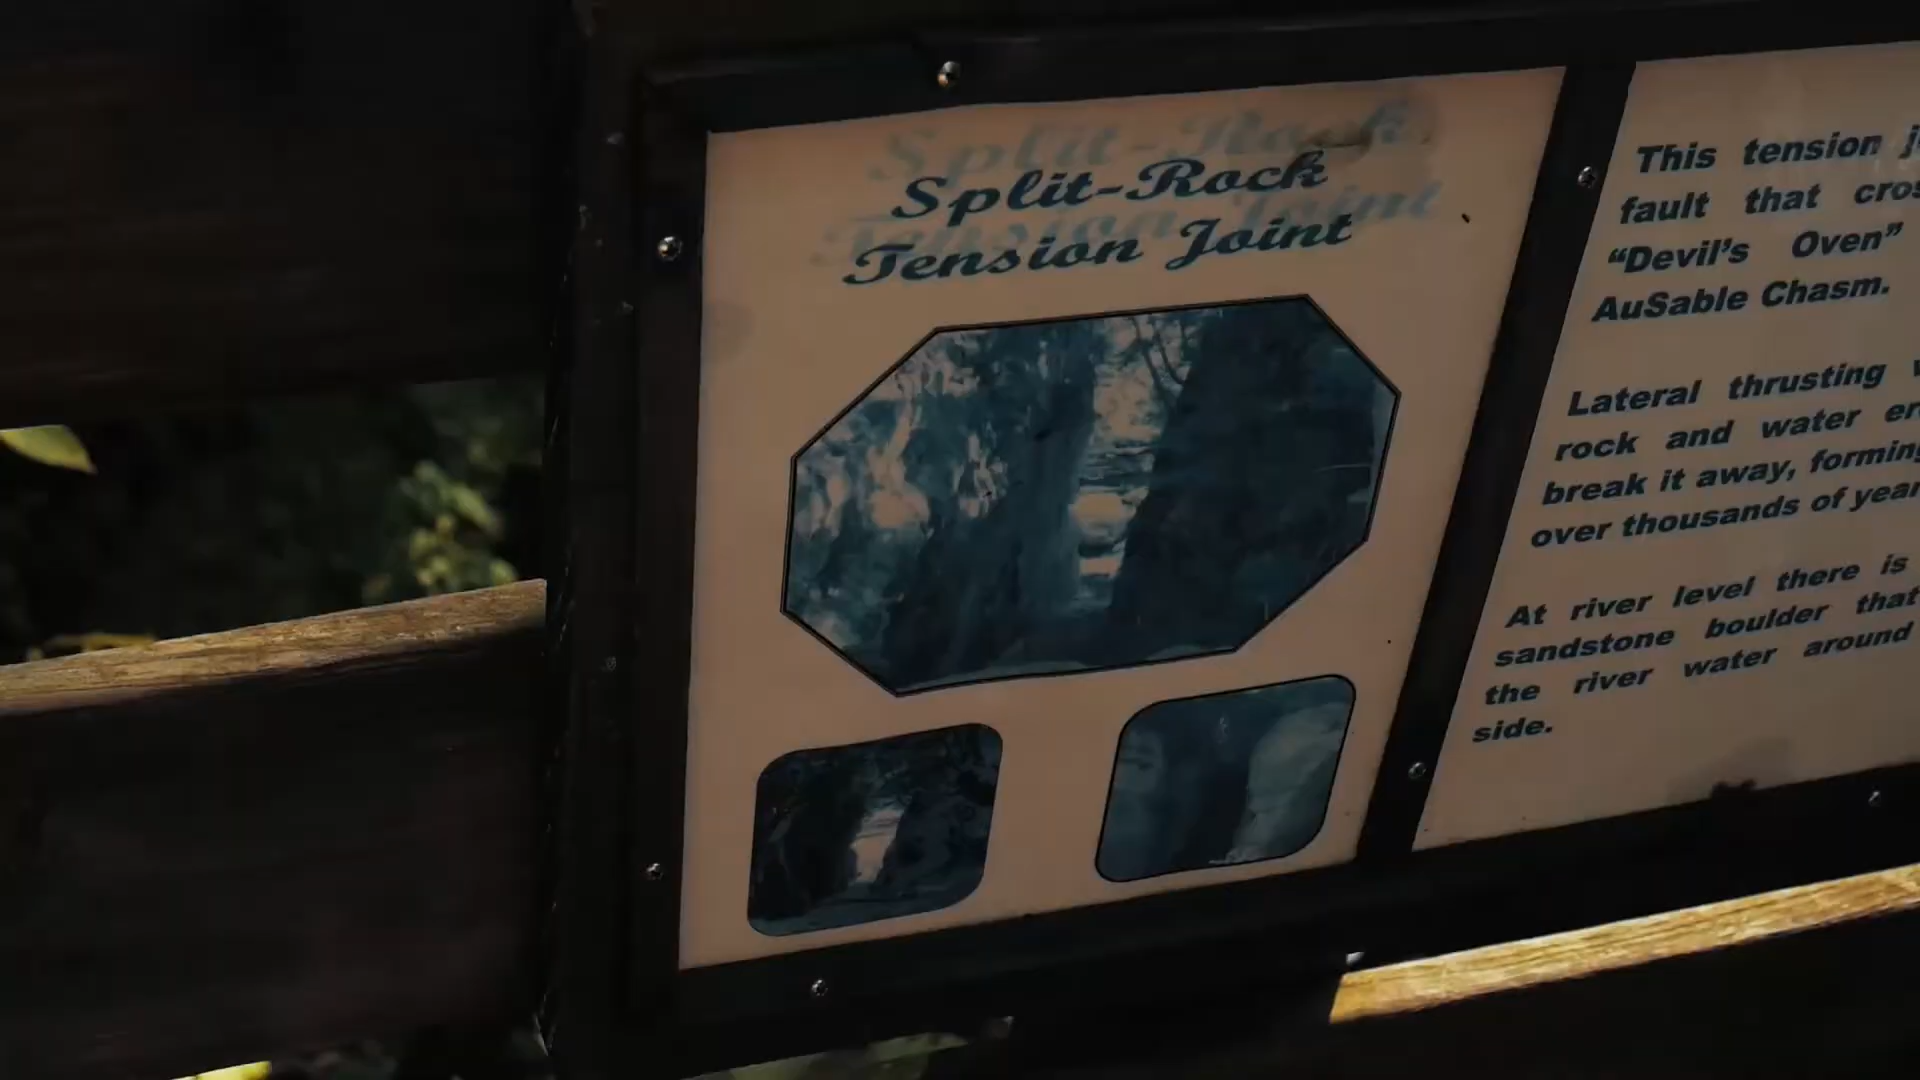 Split-Rock
Tension Joint
This tension
fault that
“Devil’s Oven”
AuSable Chasm.
Lateral thrusting
rock and water
break it away,
over thousands of
At river level there is
sandstone boulder that
the river water around
side.